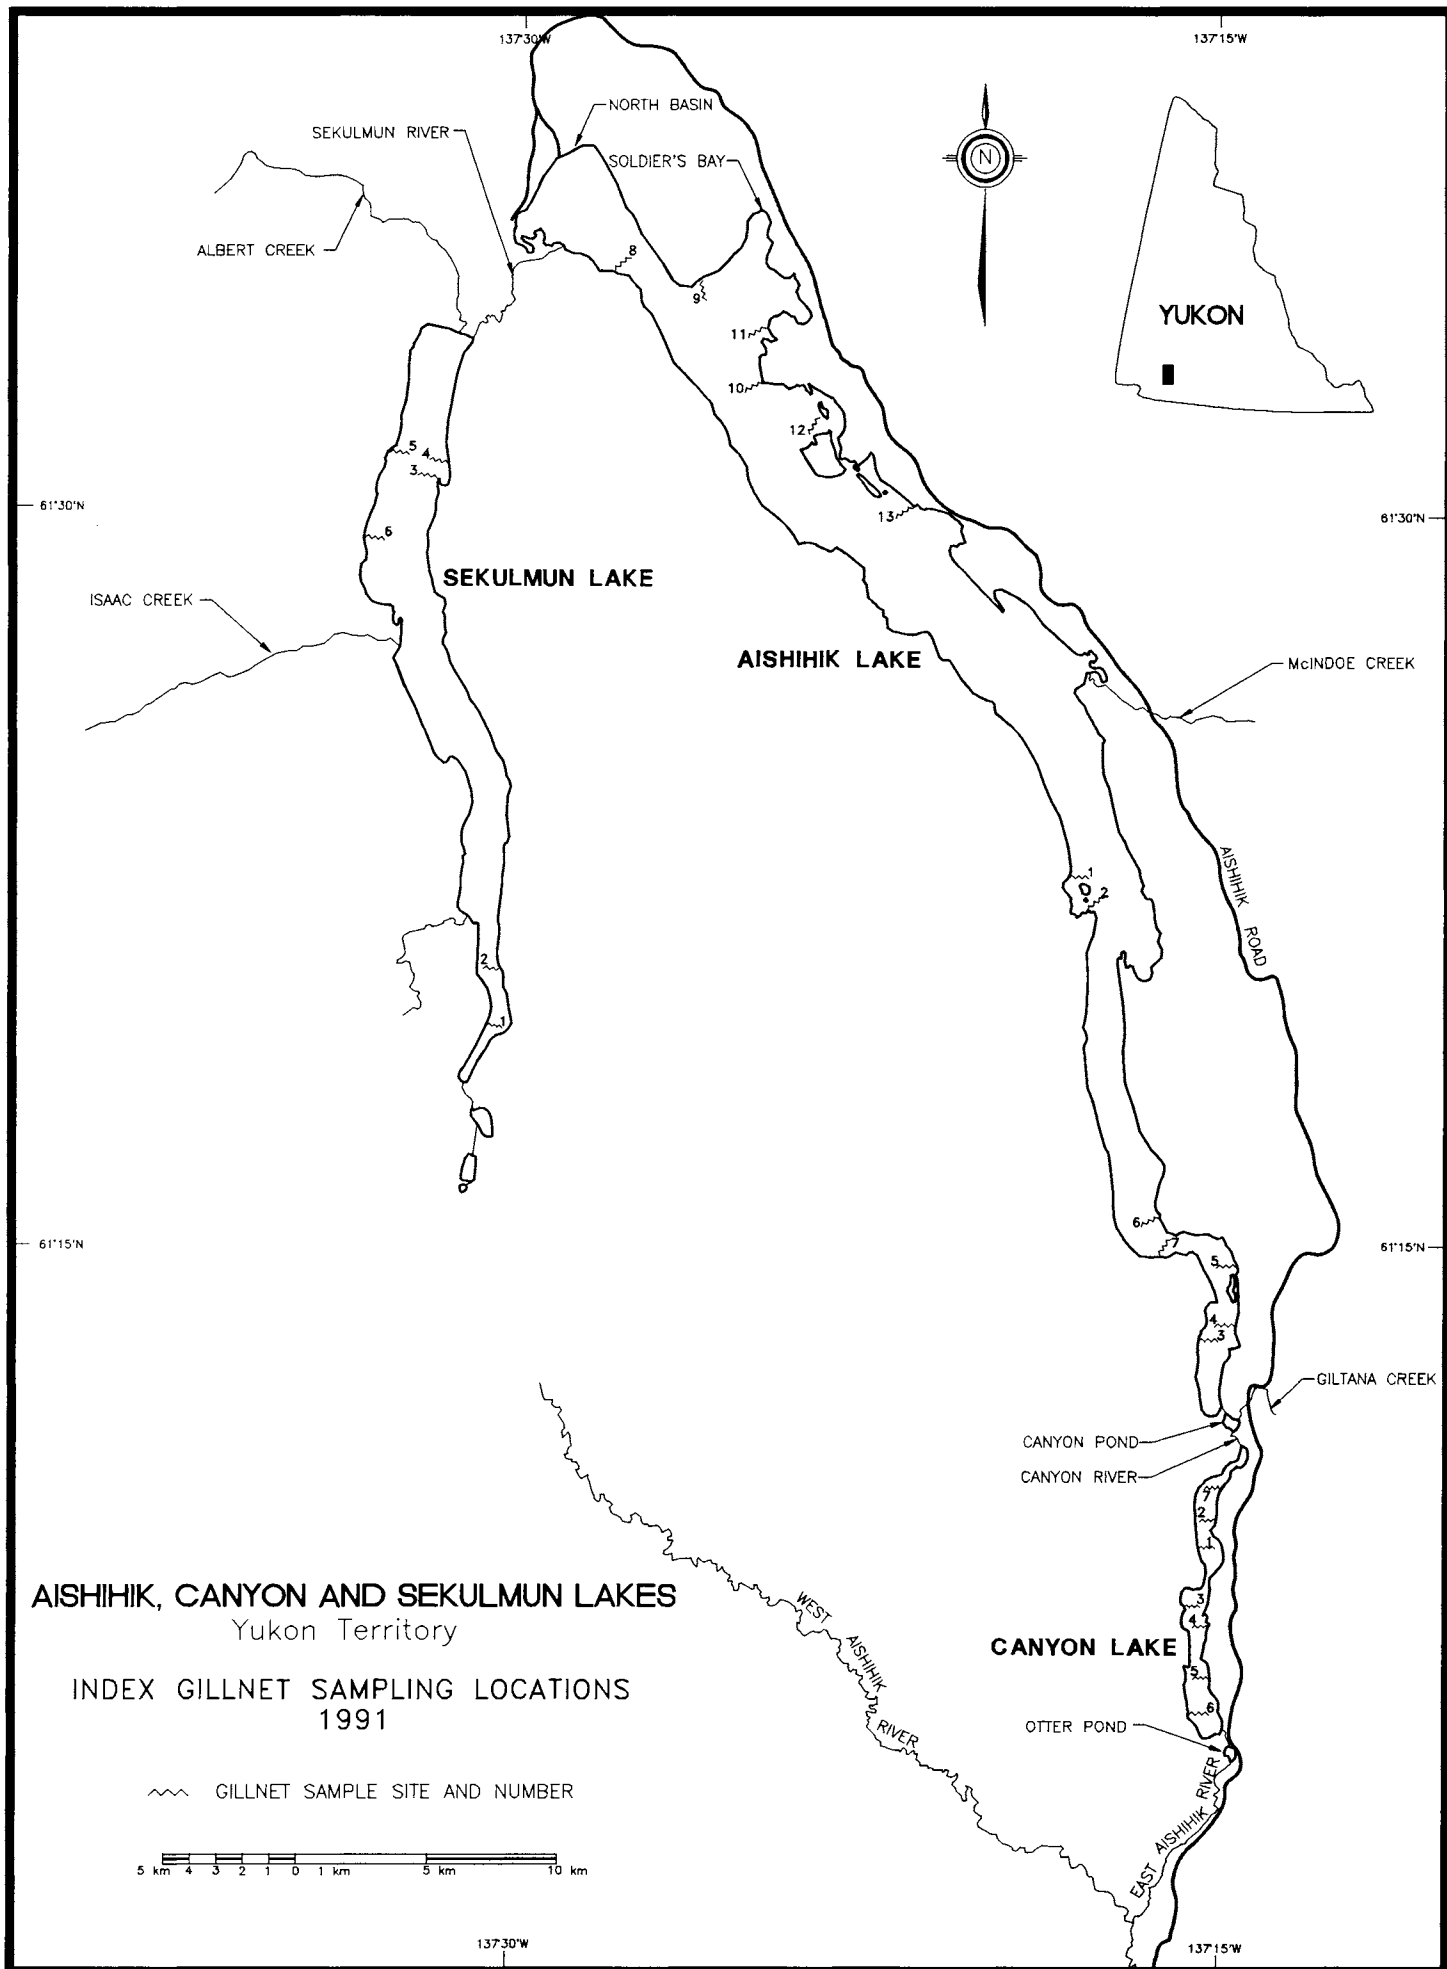 137°30'W
137°15'W
NORTH BASIN
SEKULMUN RIVER
SOLDIER'S BAY
N
ALBERT CREEK
8
9
YUKON
11
10
12
5
4
3
61°30'N
13
61°30'N
6
SEKULMUN LAKE
ISAAC CREEK
AISHIHIK LAKE
McINDOE CREEK
1
2
AISHIHIK ROAD
2
1
6
7
61°15'N
61°15'N
5
4
3
GILTANA CREEK
CANYON POND
CANYON RIVER
7
2
1
3
4
AISHIHIK, CANYON AND SEKULMUN LAKES
Yukon Territory
WEST AISHIHIK RIVER
CANYON LAKE
5
6
INDEX GILLNET SAMPLING LOCATIONS
1991
OTTER POND
GILLNET SAMPLE SITE AND NUMBER
EAST AISHIHIK RIVER
5 km 4 3 2 1 0 1 km 5 km 10 km
137°30'W
137°15'W